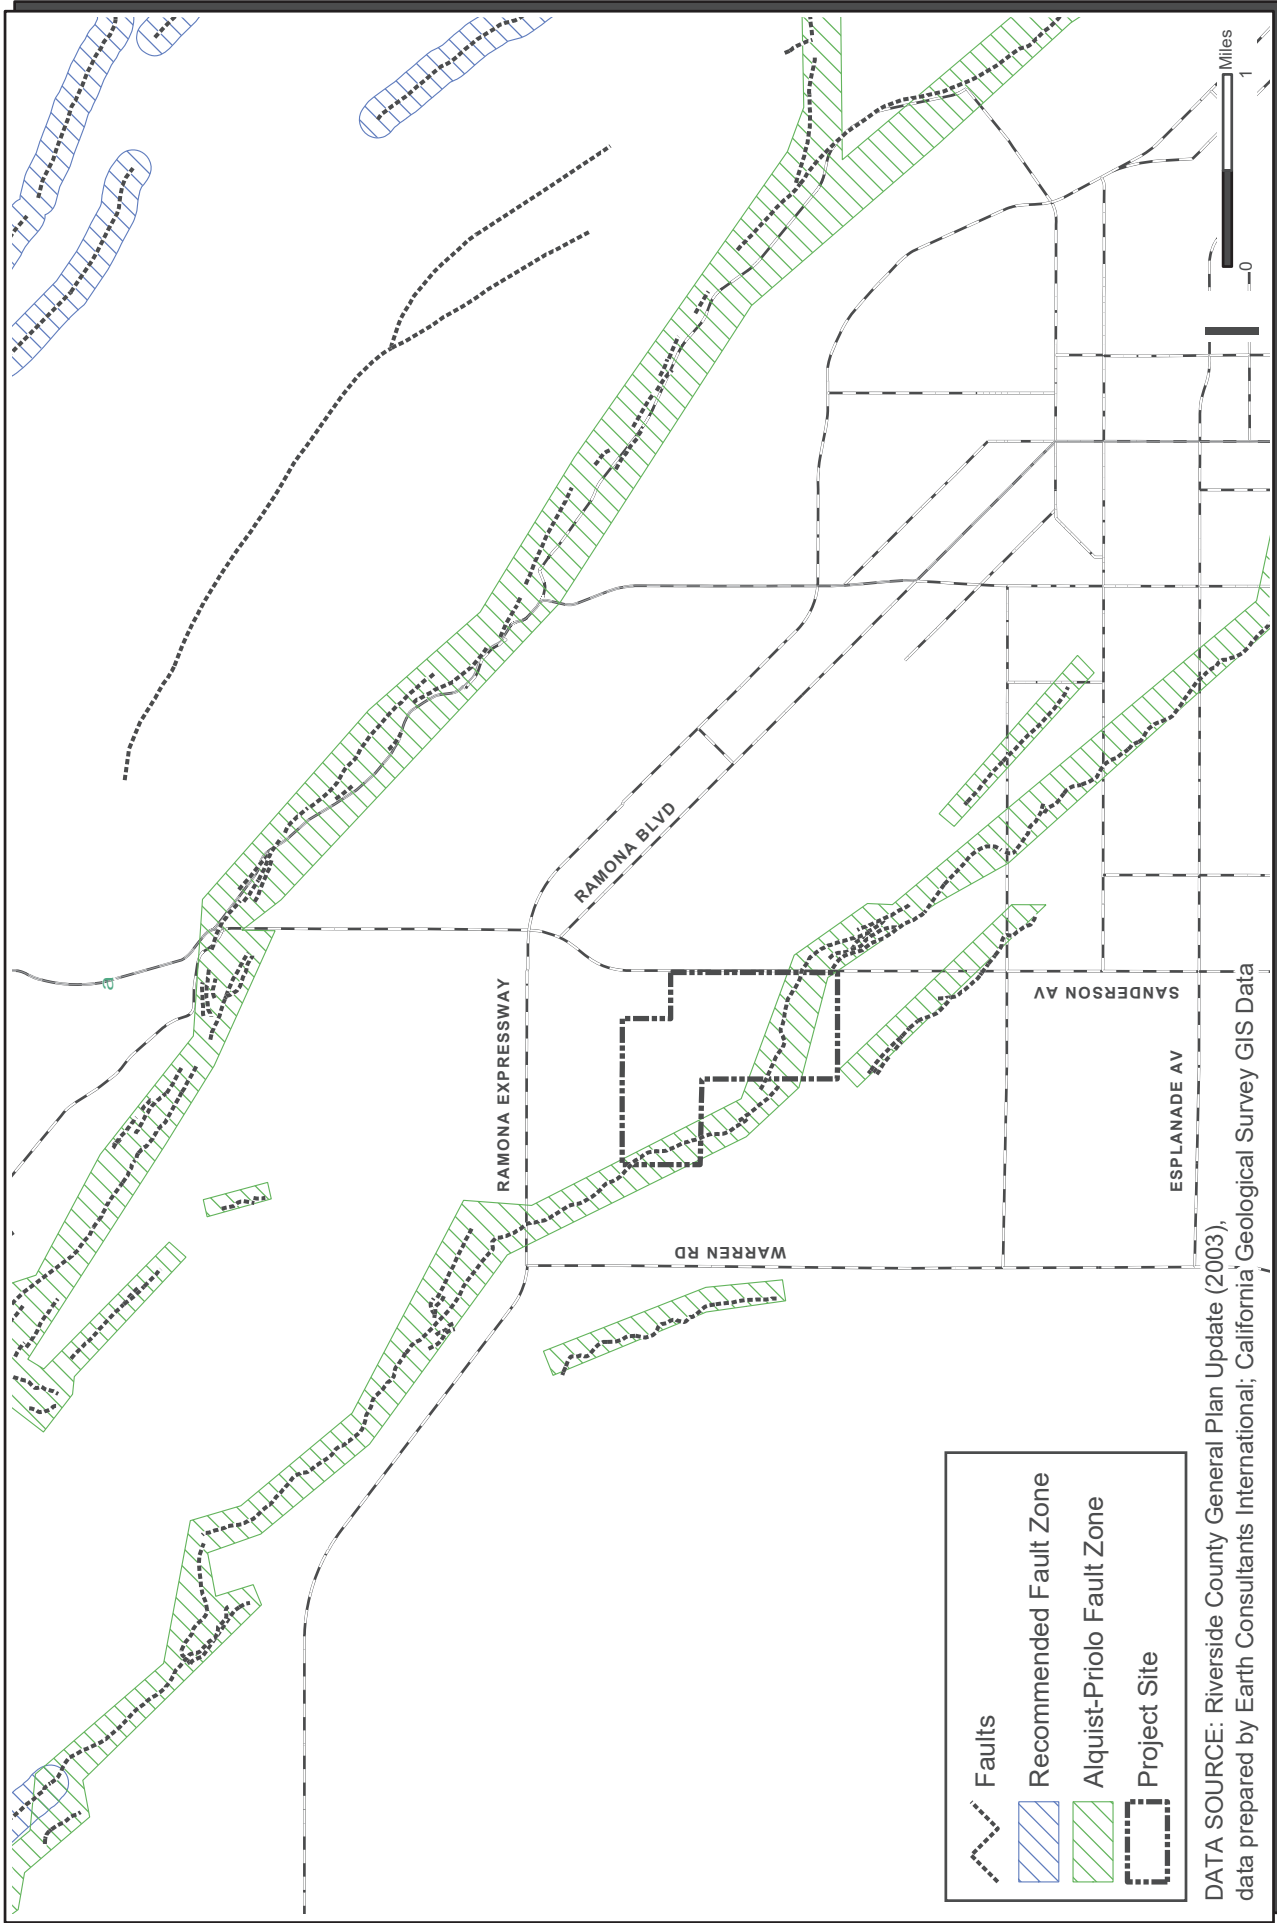 RAMONA BLVD
RAMONA EXPRESSWAY
SANDERSON AV
WARREN RD
ESPLANADE AV
a
Faults
Recommended Fault Zone
Alquist-Priolo Fault Zone
Project Site
0
1
Miles
DATA SOURCE: Riverside County General Plan Update (2003),
data prepared by Earth Consultants International; California Geological Survey GIS Data